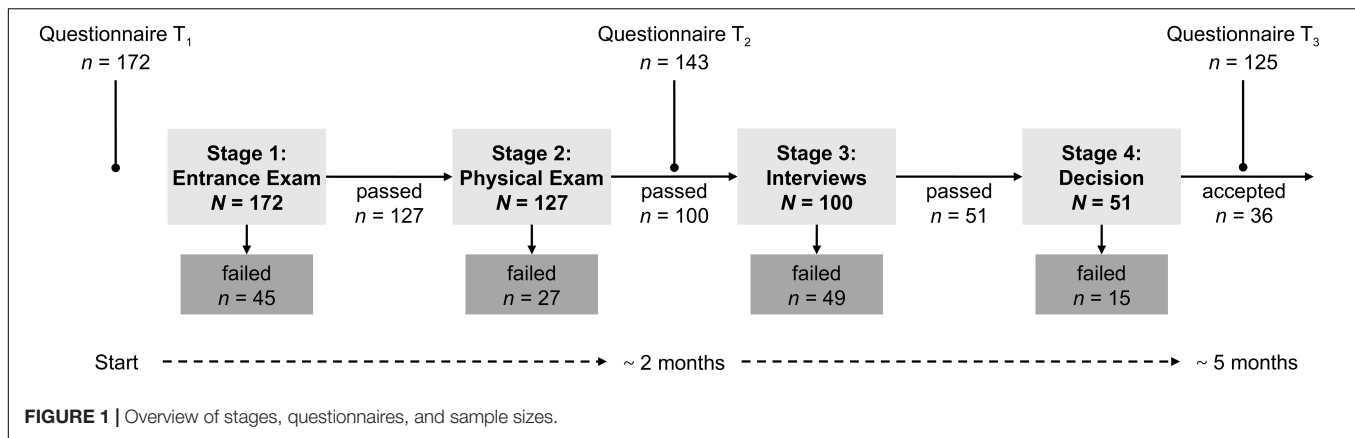 Questionnaire T₁
n = 172
Questionnaire T₂
n = 143
Questionnaire T₃
n = 125
Stage 1:
Entrance Exam
N = 172
passed
n = 127
Stage 2:
Physical Exam
N = 127
passed
n = 100
Stage 3:
Interviews
N = 100
passed
n = 51
Stage 4:
Decision
N = 51
accepted
n = 36
failed
n = 45
failed
n = 27
failed
n = 49
failed
n = 15
Start
~ 2 months
~ 5 months
FIGURE 1 | Overview of stages, questionnaires, and sample sizes.